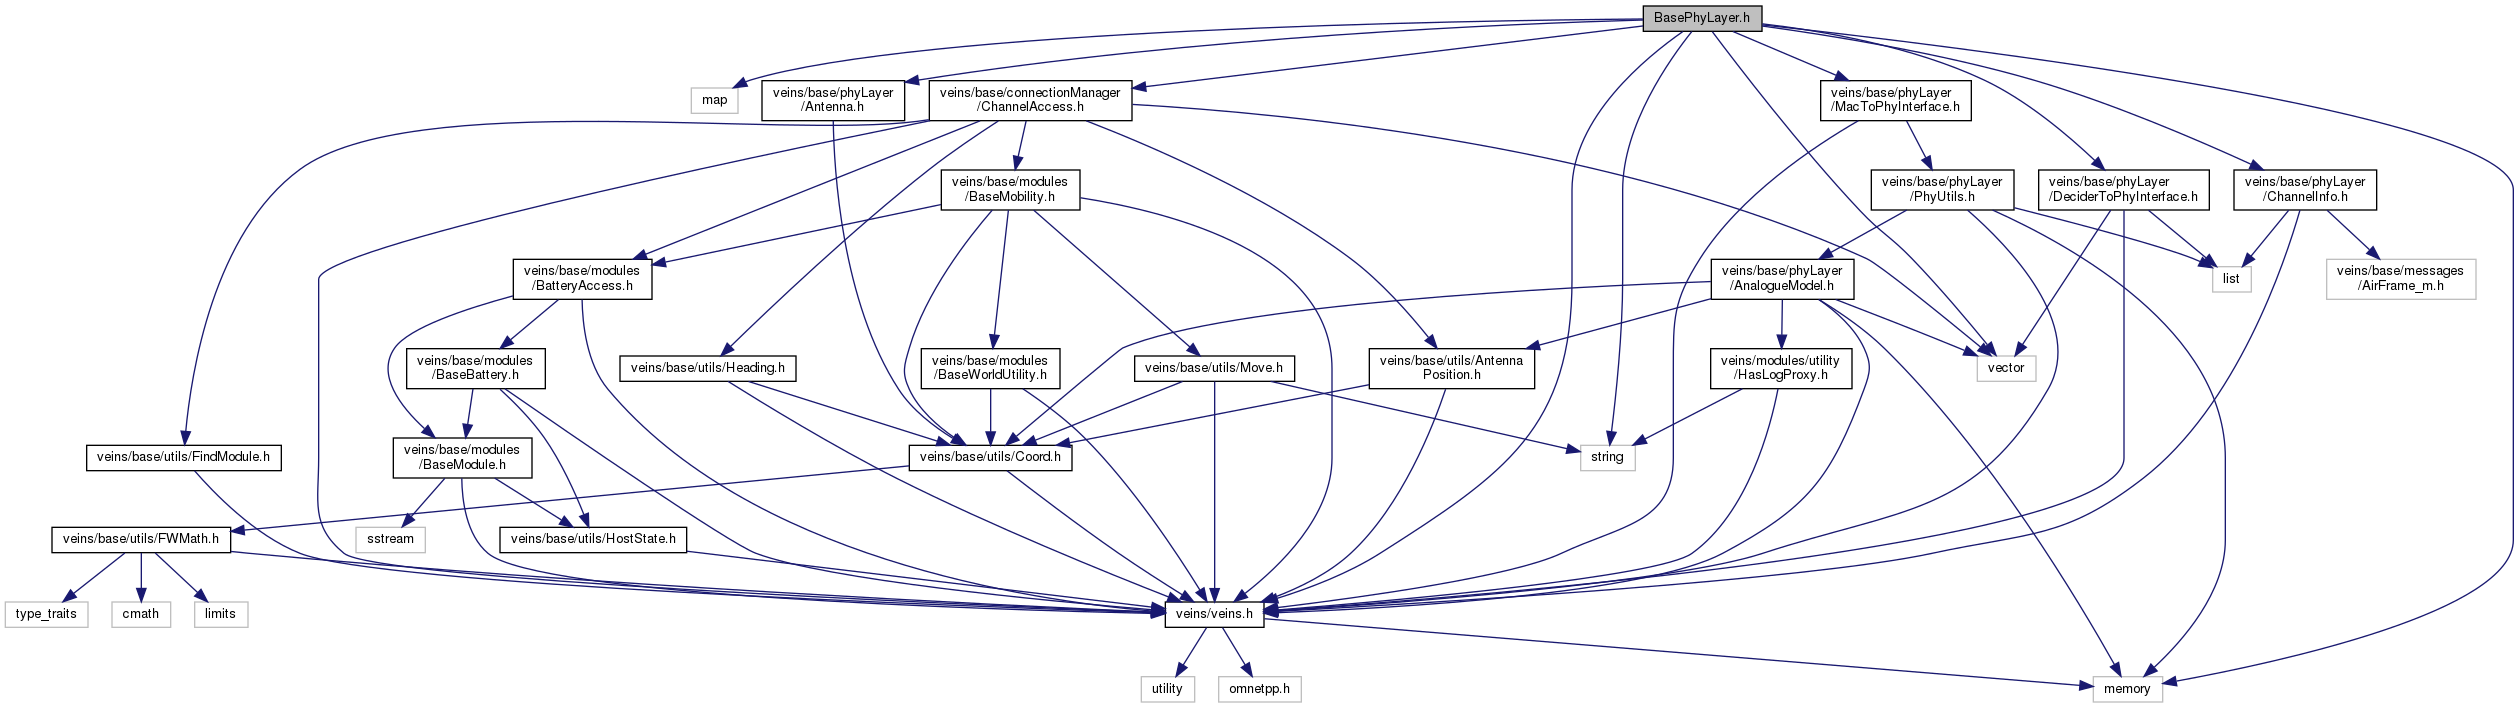 BasePhyLayer.h
map
veins/base/phyLayer
/Antenna.h
veins/base/connectionManager
/ChannelAccess.h
veins/base/phyLayer
/MacToPhyInterface.h
veins/base/modules
/BaseMobility.h
veins/base/phyLayer
/PhyUtils.h
veins/base/phyLayer
/DeciderToPhyInterface.h
veins/base/phyLayer
/ChannelInfo.h
veins/base/modules
/BatteryAccess.h
veins/base/phyLayer
/AnalogueModel.h
list
veins/base/messages
/AirFrame_m.h
veins/base/modules
/BaseBattery.h
veins/base/utils/Heading.h
veins/base/modules
/BaseWorldUtility.h
veins/base/utils/Move.h
veins/base/utils/Antenna
Position.h
veins/modules/utility
/HasLogProxy.h
vector
veins/base/utils/FindModule.h
veins/base/modules
/BaseModule.h
veins/base/utils/Coord.h
string
veins/base/utils/FWMath.h
sstream
veins/base/utils/HostState.h
type_traits
cmath
limits
veins/veins.h
utility
omnetpp.h
memory